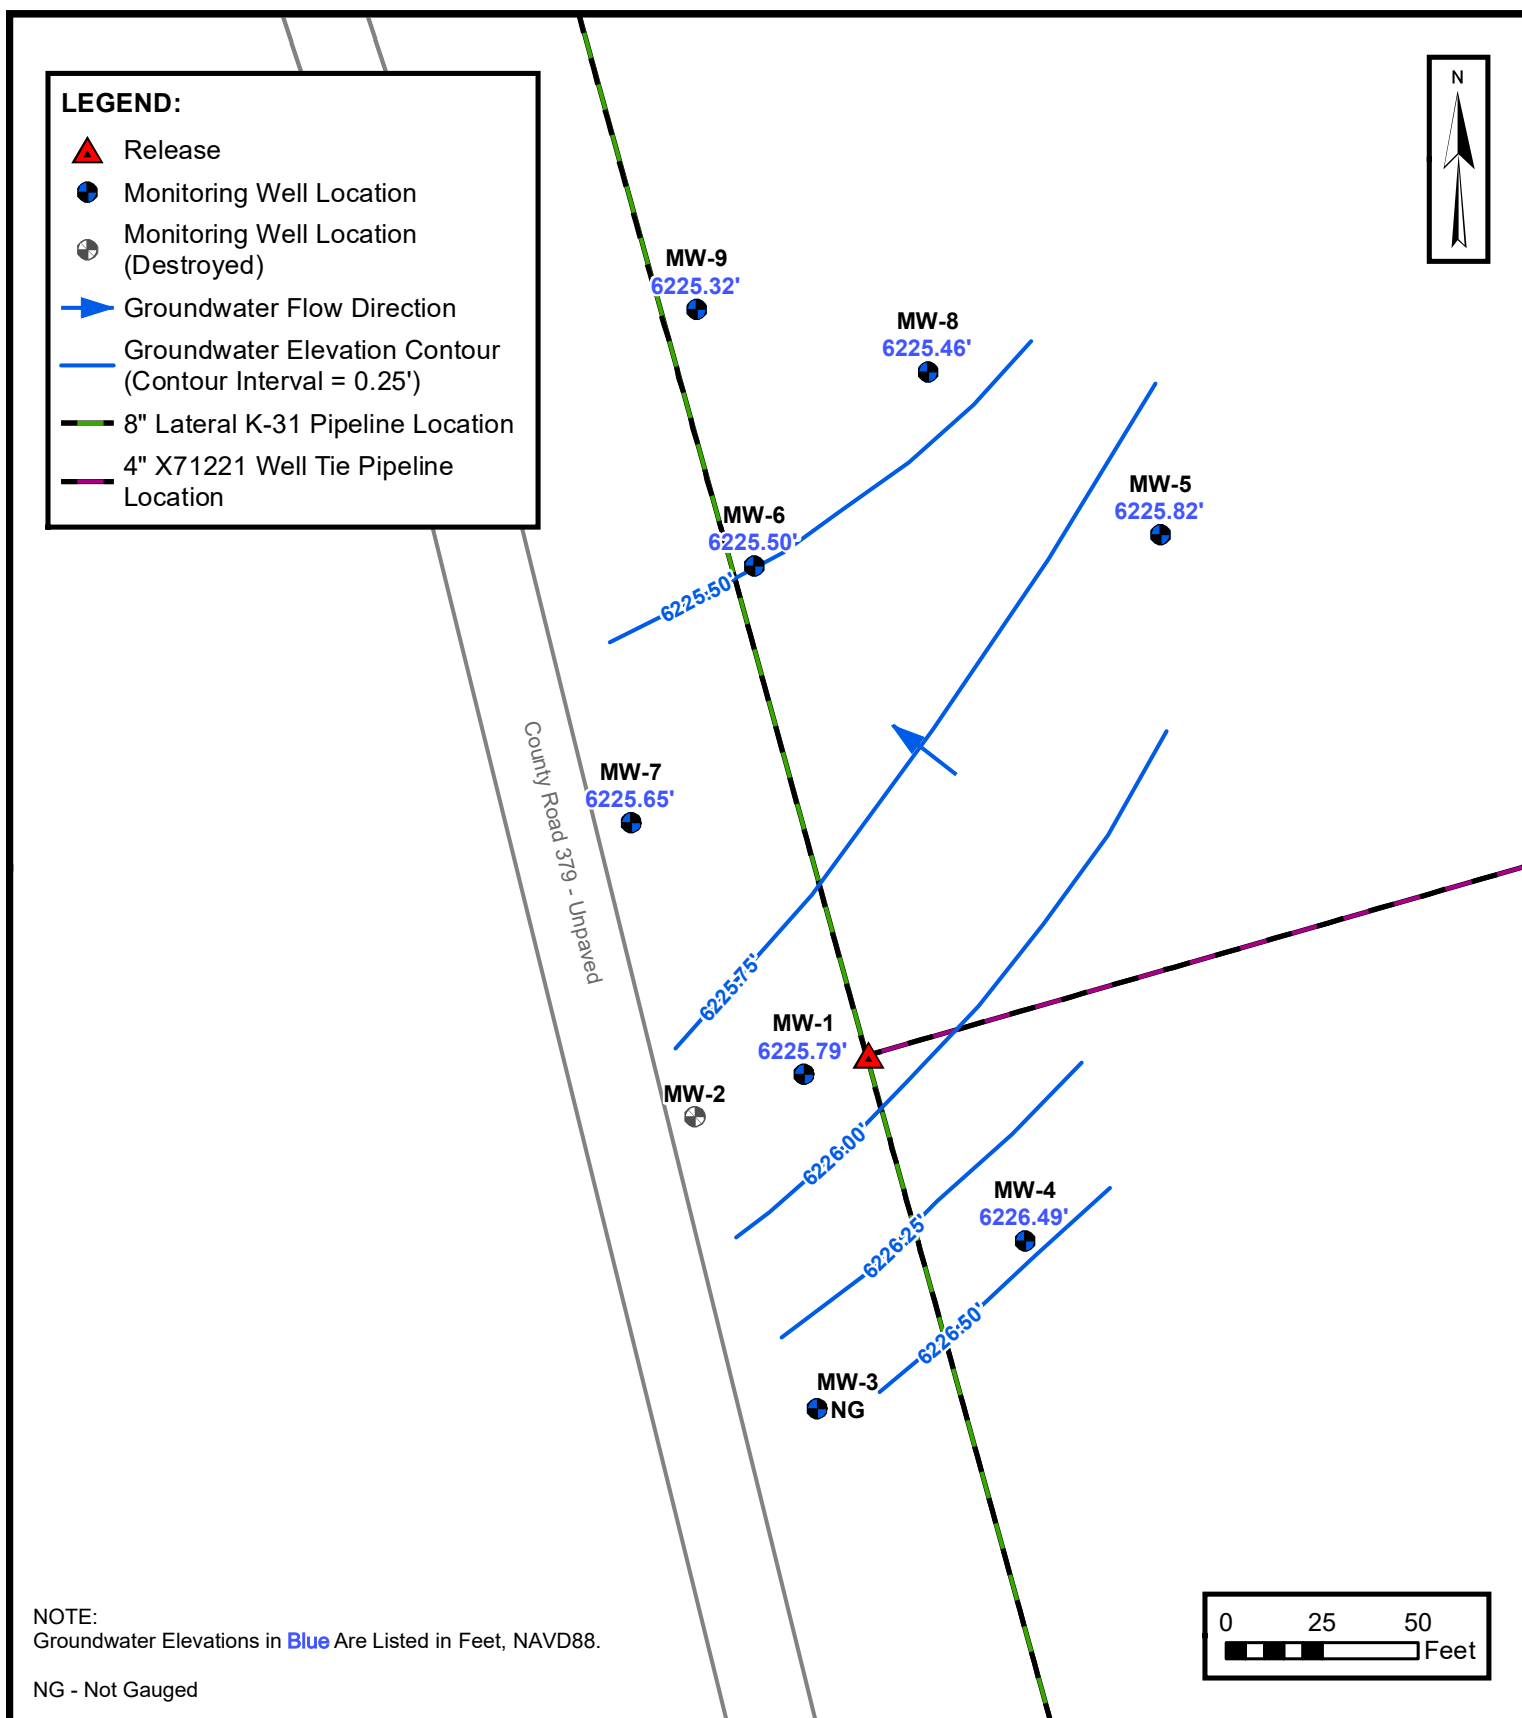 N
LEGEND:
Release
Monitoring Well Location
Monitoring Well Location
(Destroyed)
Groundwater Flow Direction
Groundwater Elevation Contour
(Contour Interval = 0.25')
8" Lateral K-31 Pipeline Location
4" X71221 Well Tie Pipeline
Location
MW-9
6225.32'
MW-8
6225.46'
MW-5
6225.82'
MW-6
6225.50'
6225.50'
MW-7
6225.65'
County Road 379 - Unpaved
6225.75'
MW-1
6225.79'
MW-2
6226.00'
MW-4
6226.49'
6226.25'
6226.50'
MW-3
NG
NOTE:
Groundwater Elevations in Blue Are Listed in Feet, NAVD88.
NG - Not Gauged
0 25 50
Feet